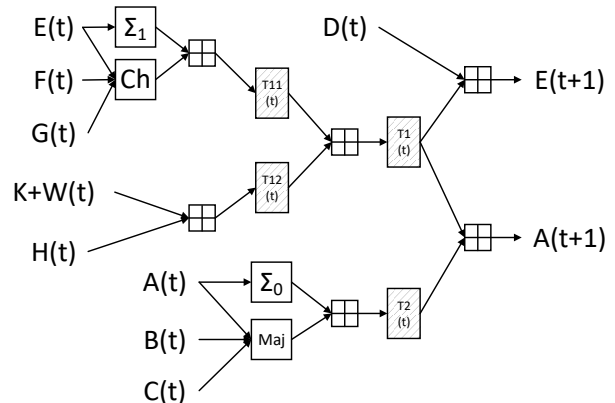 E(t)
Σ1
D(t)
F(t)
Ch
T11
(t)
E(t+1)
G(t)
T1
(t)
K+W(t)
T12
(t)
H(t)
A(t+1)
A(t)
Σ0
T2
(t)
B(t)
Maj
C(t)